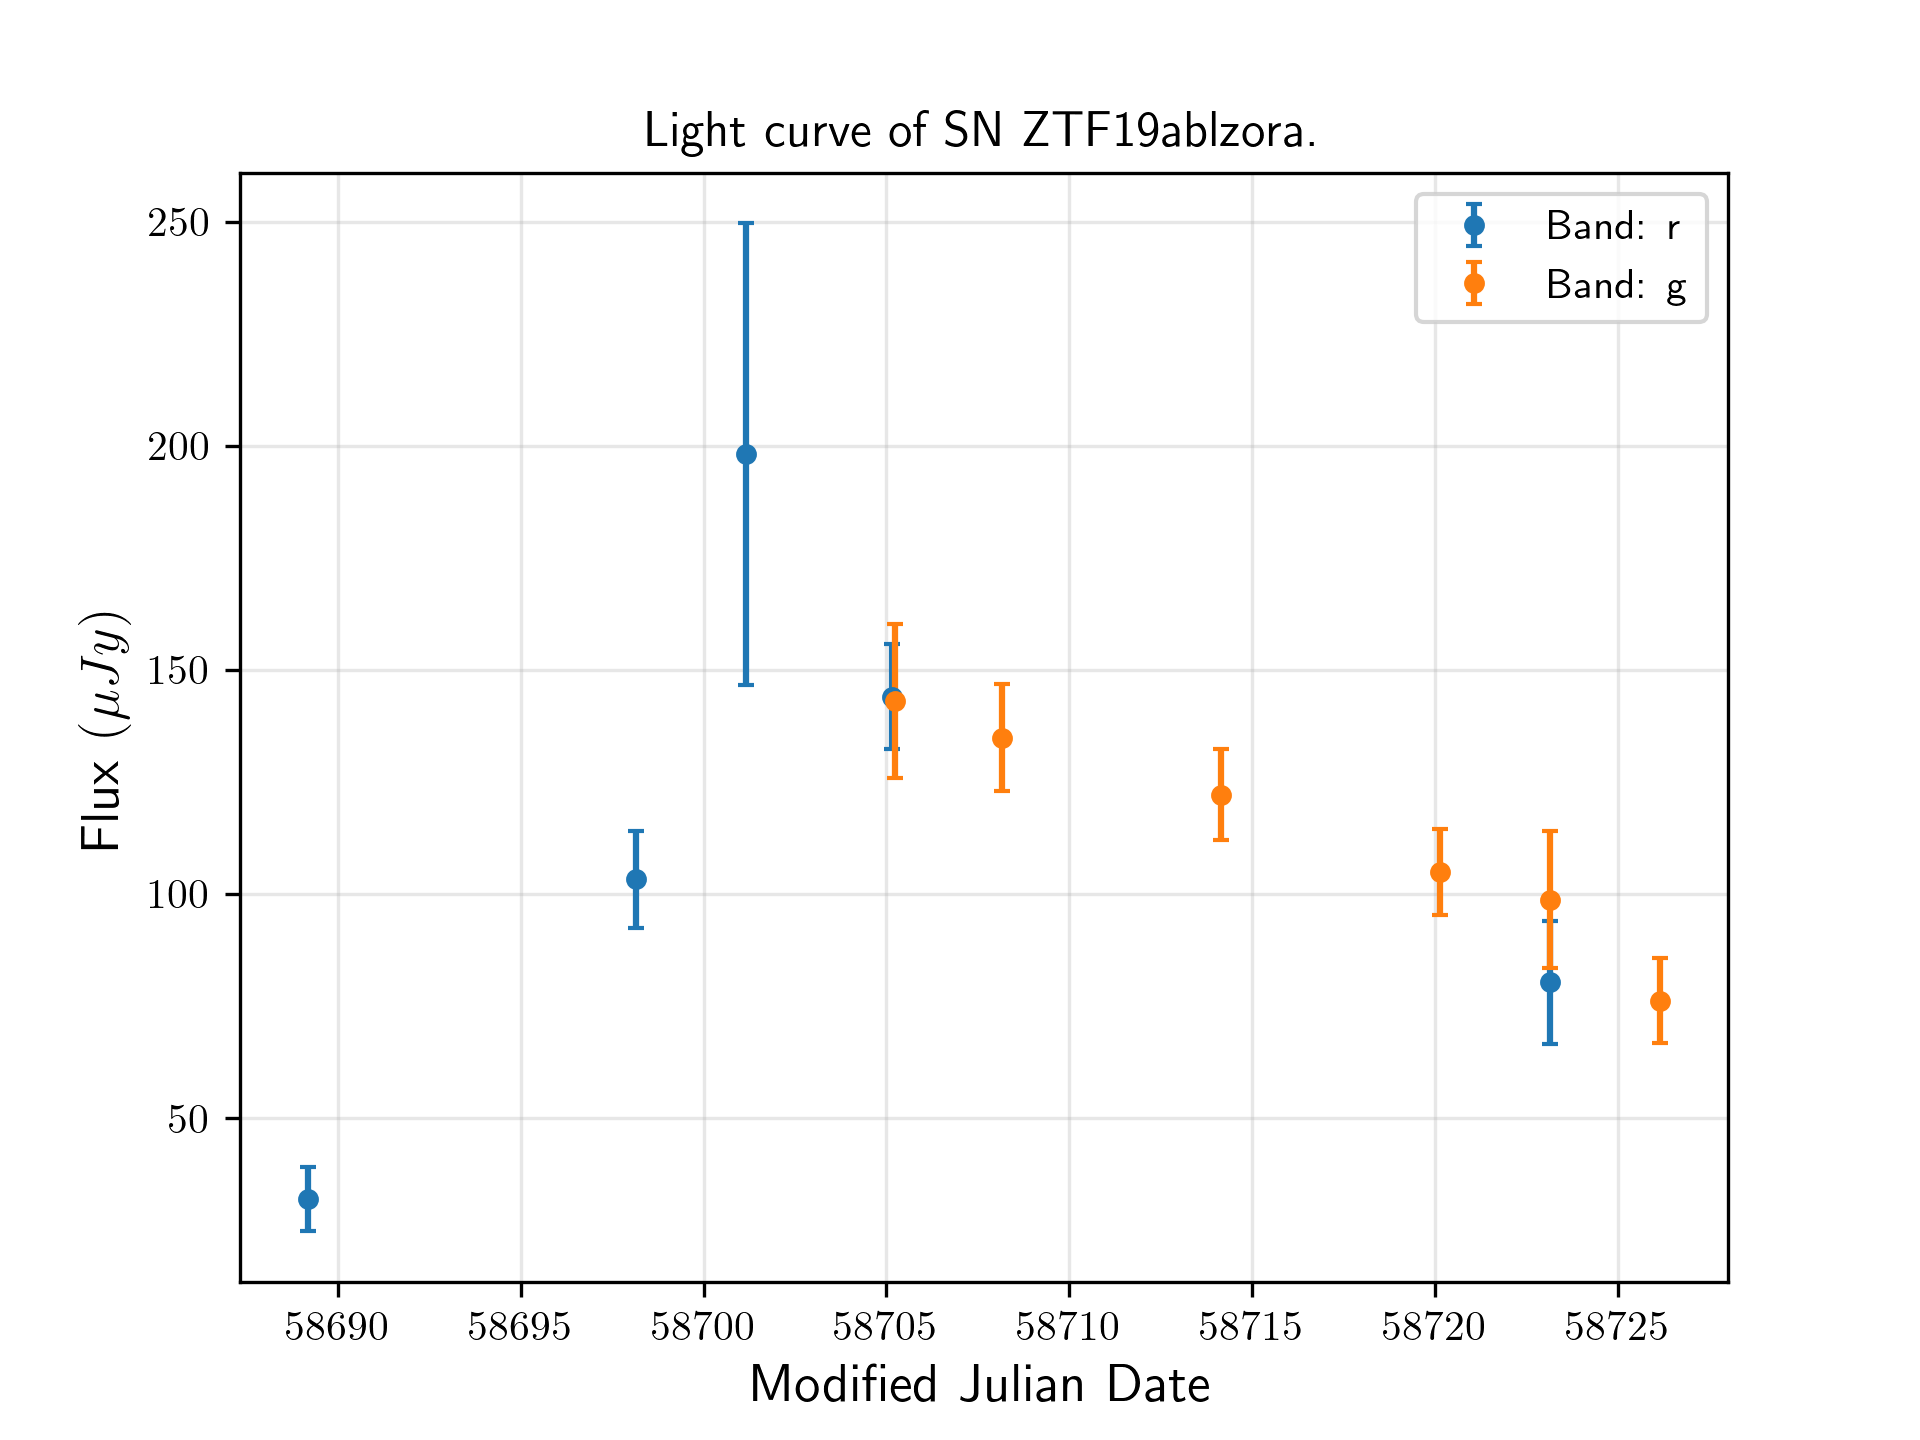 Light curve of SN ZTF19ablzora.
Band: r
Band: g
Flux (μJy)
250
200
150
100
50
58690 58695 58700 58705 58710 58715 58720 58725
Modified Julian Date